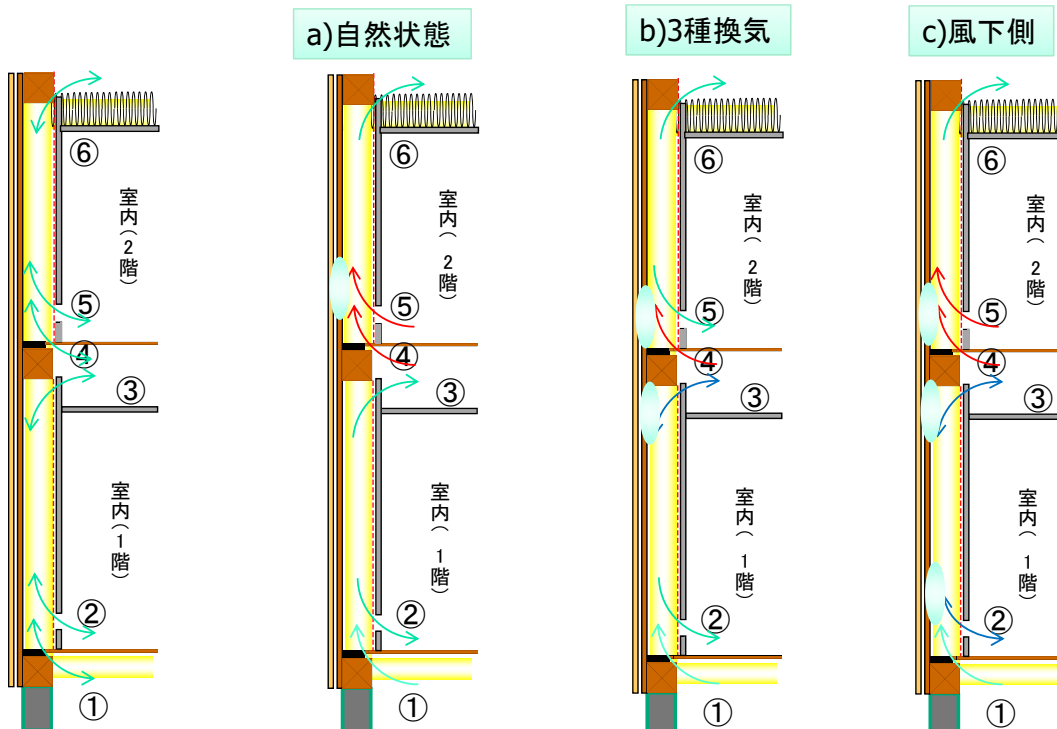 a)自然状態
b)3種換気
c)風下側
⑥
室内(2階)
⑤
④
③
室内(1階)
②
①
⑥
室内( 2階)
⑤
④
③
室内( 1階)
②
①
⑥
室内( 2階)
⑤
④
③
室内( 1階)
②
①
⑥
室内( 2階)
⑤
④
③
室内( 1階)
②
①